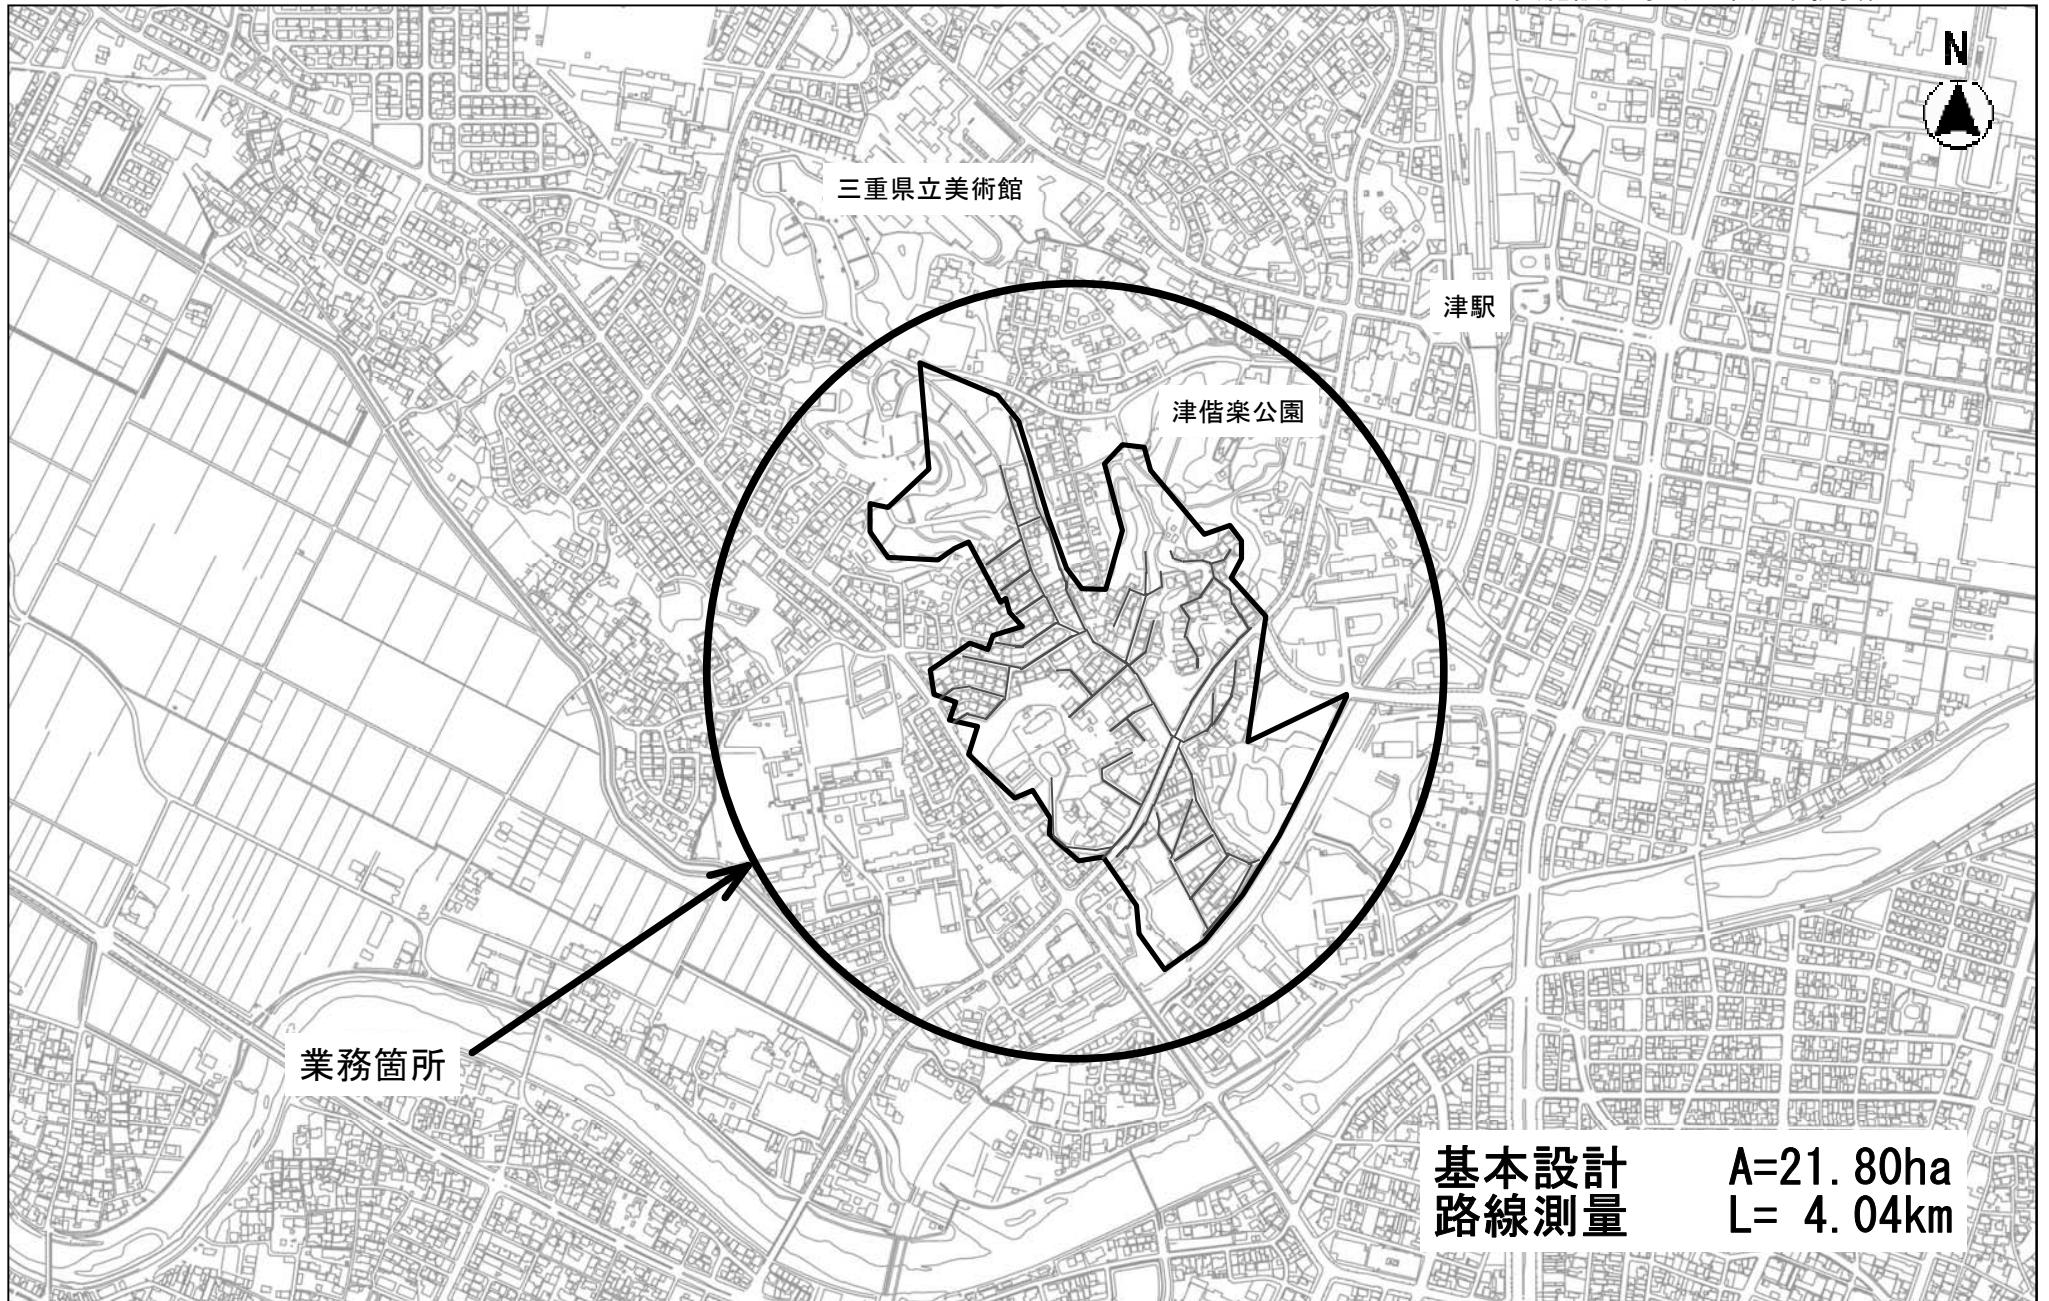 N
三重県立美術館
津駅
津偕楽公園
業務箇所
基本設計 A=21.80ha
路線測量 L= 4.04km